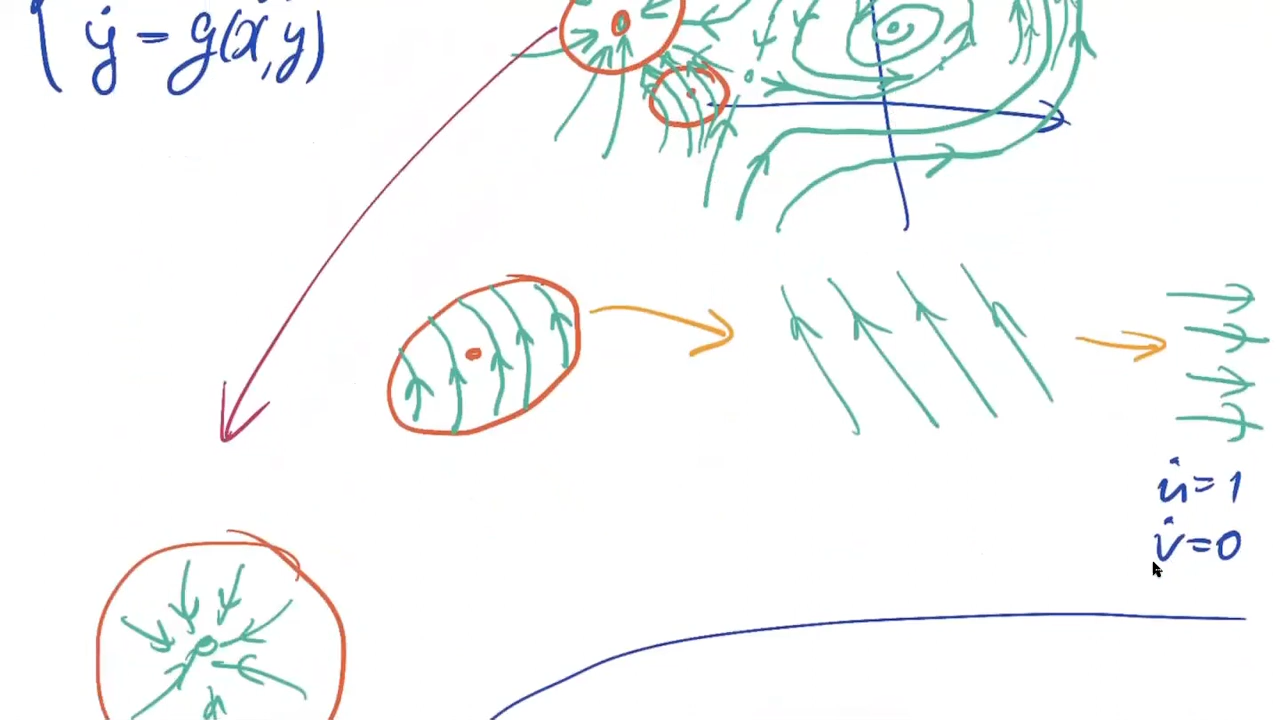 ẏ = g(x,y)
u̇ = 1
v̇ = 0